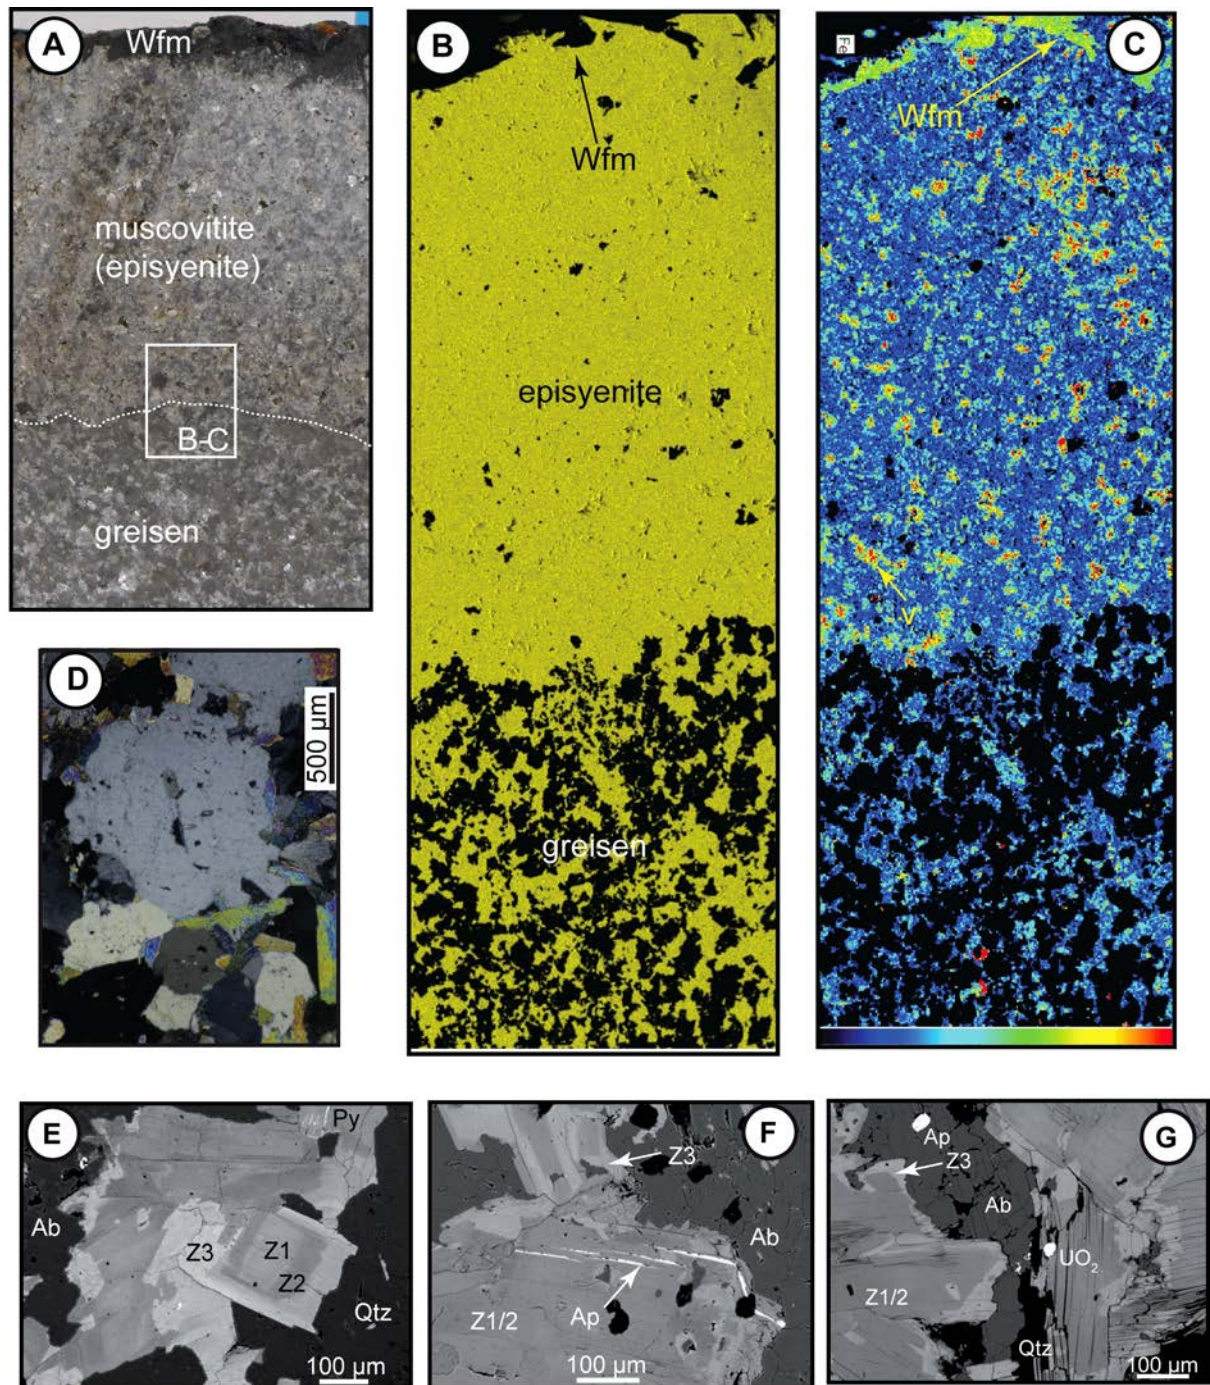 A
Wfm
muscovitite
(episyenite)
B-C
greisen
B
Wfm
episyenite
greisen
Fe
C
Wfm
v
D
500 µm
E
Py
Ab
Z3
Z1
Z2
Qtz
100 µm
F
Z3
Ab
Ap
Z1/2
100 µm
G
Ap
Z3
Ab
UO₂
Z1/2
Qtz
100 µm